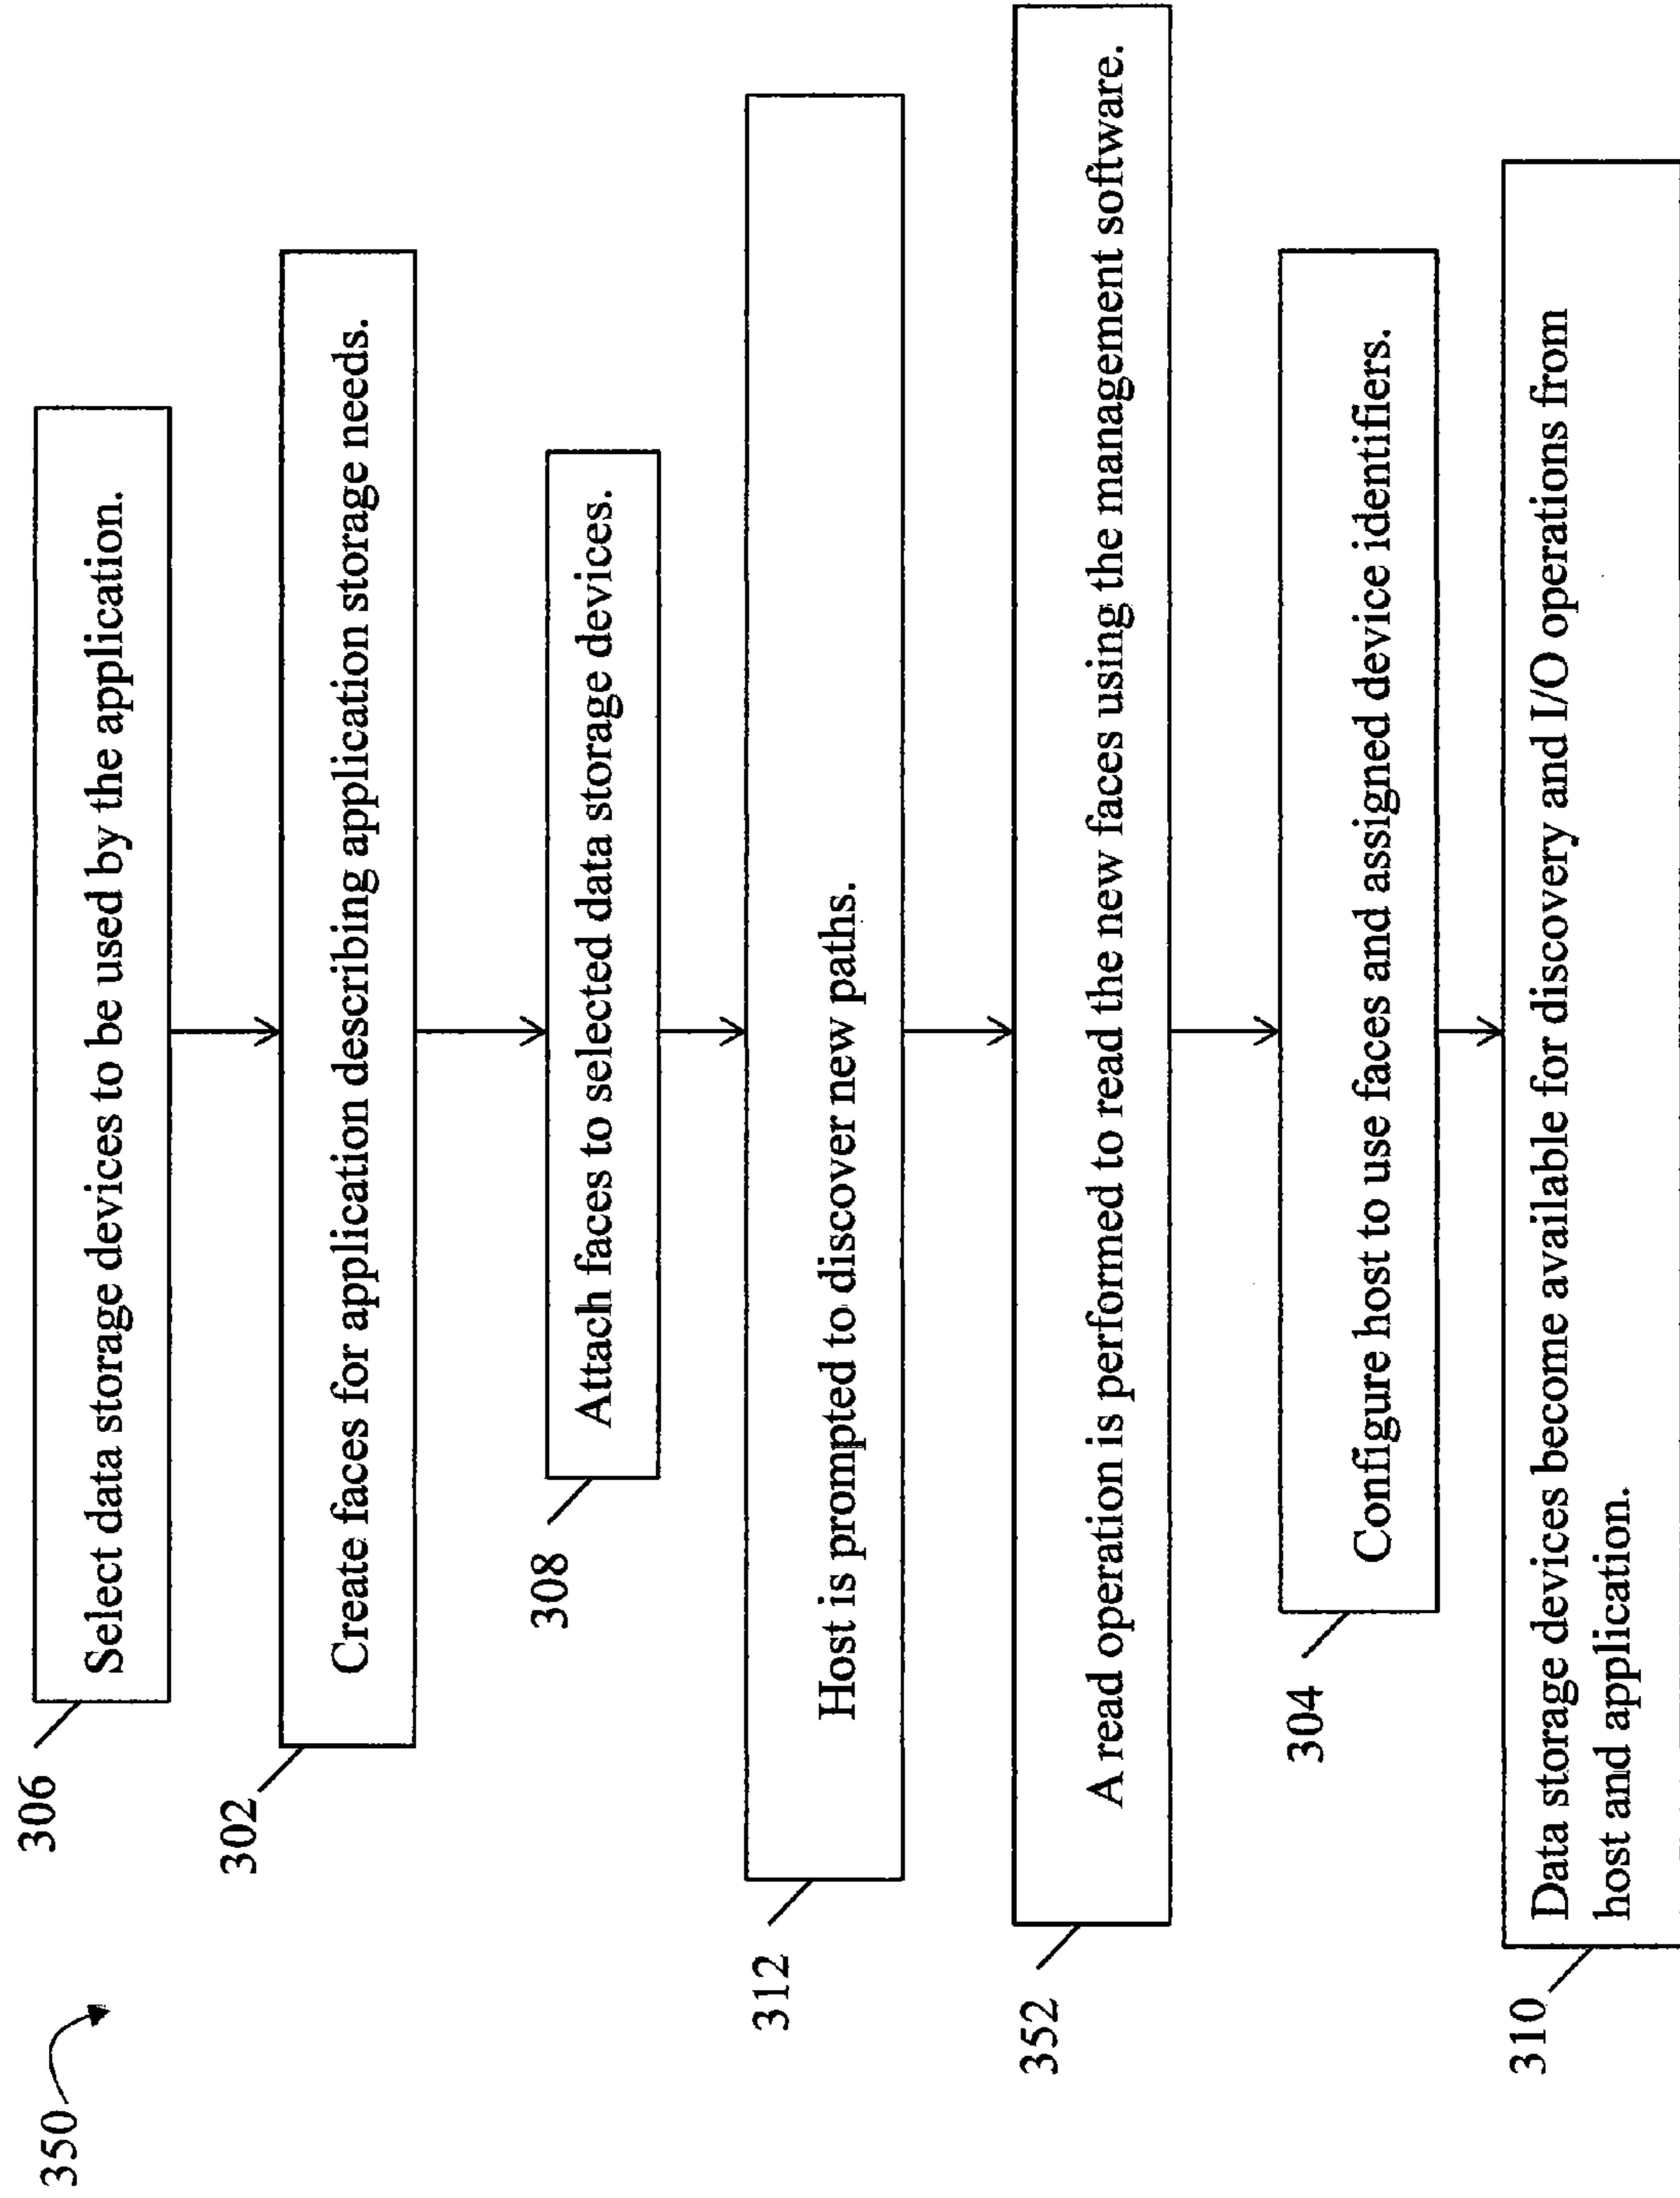 350
306
Select data storage devices to be used by the application.
302
Create faces for application describing application storage needs.
308
Attach faces to selected data storage devices.
312
Host is prompted to discover new paths.
352
A read operation is performed to read the new faces using the management software.
304
Configure host to use faces and assigned device identifiers.
310
Data storage devices become available for discovery and I/O operations from
host and application.